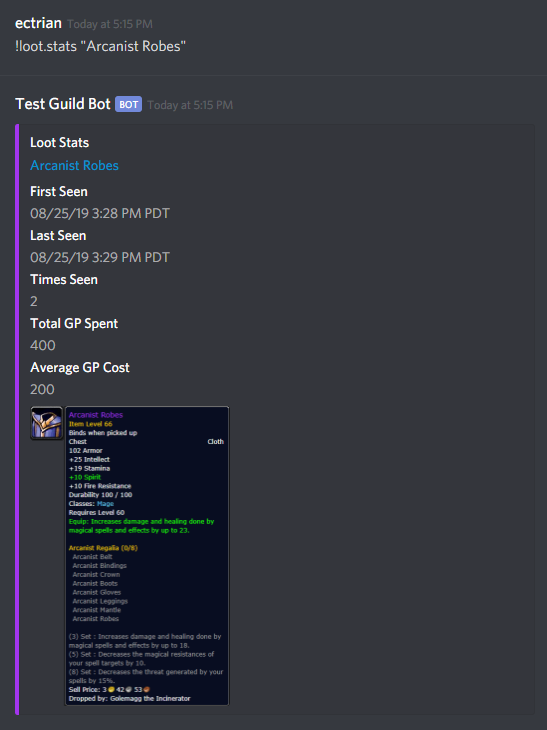 ectrian Today at 5:15 PM
!loot.stats "Arcanist Robes"
Test Guild Bot BOT Today at 5:15 PM
Loot Stats
Arcanist Robes
First Seen
08/25/19 3:28 PM PDT
Last Seen
08/25/19 3:29 PM PDT
Times Seen
2
Total GP Spent
400
Average GP Cost
200
Arcanist Robes
Item Level 66
Binds when picked up
Chest Cloth
102 Armor
+25 Intellect
+19 Stamina
+10 Spirit
+10 Fire Resistance
Durability 100 / 100
Classes: Mage
Requires Level 60
Equip: Increases damage and healing done by
magical spells and effects by up to 23.
Arcanist Regalia (0/8)
Arcanist Belt
Arcanist Bindings
Arcanist Crown
Arcanist Boots
Arcanist Gloves
Arcanist Leggings
Arcanist Mantle
Arcanist Robes
(3) Set : Increases damage and healing done by
magical spells and effects by up to 18.
(5) Set : Decreases the magical resistances of
your spell targets by 10.
(8) Set : Decreases the threat generated by your
spells by 15%.
Sell Price: 3 42 53
Dropped by: Golemagg the Incinerator